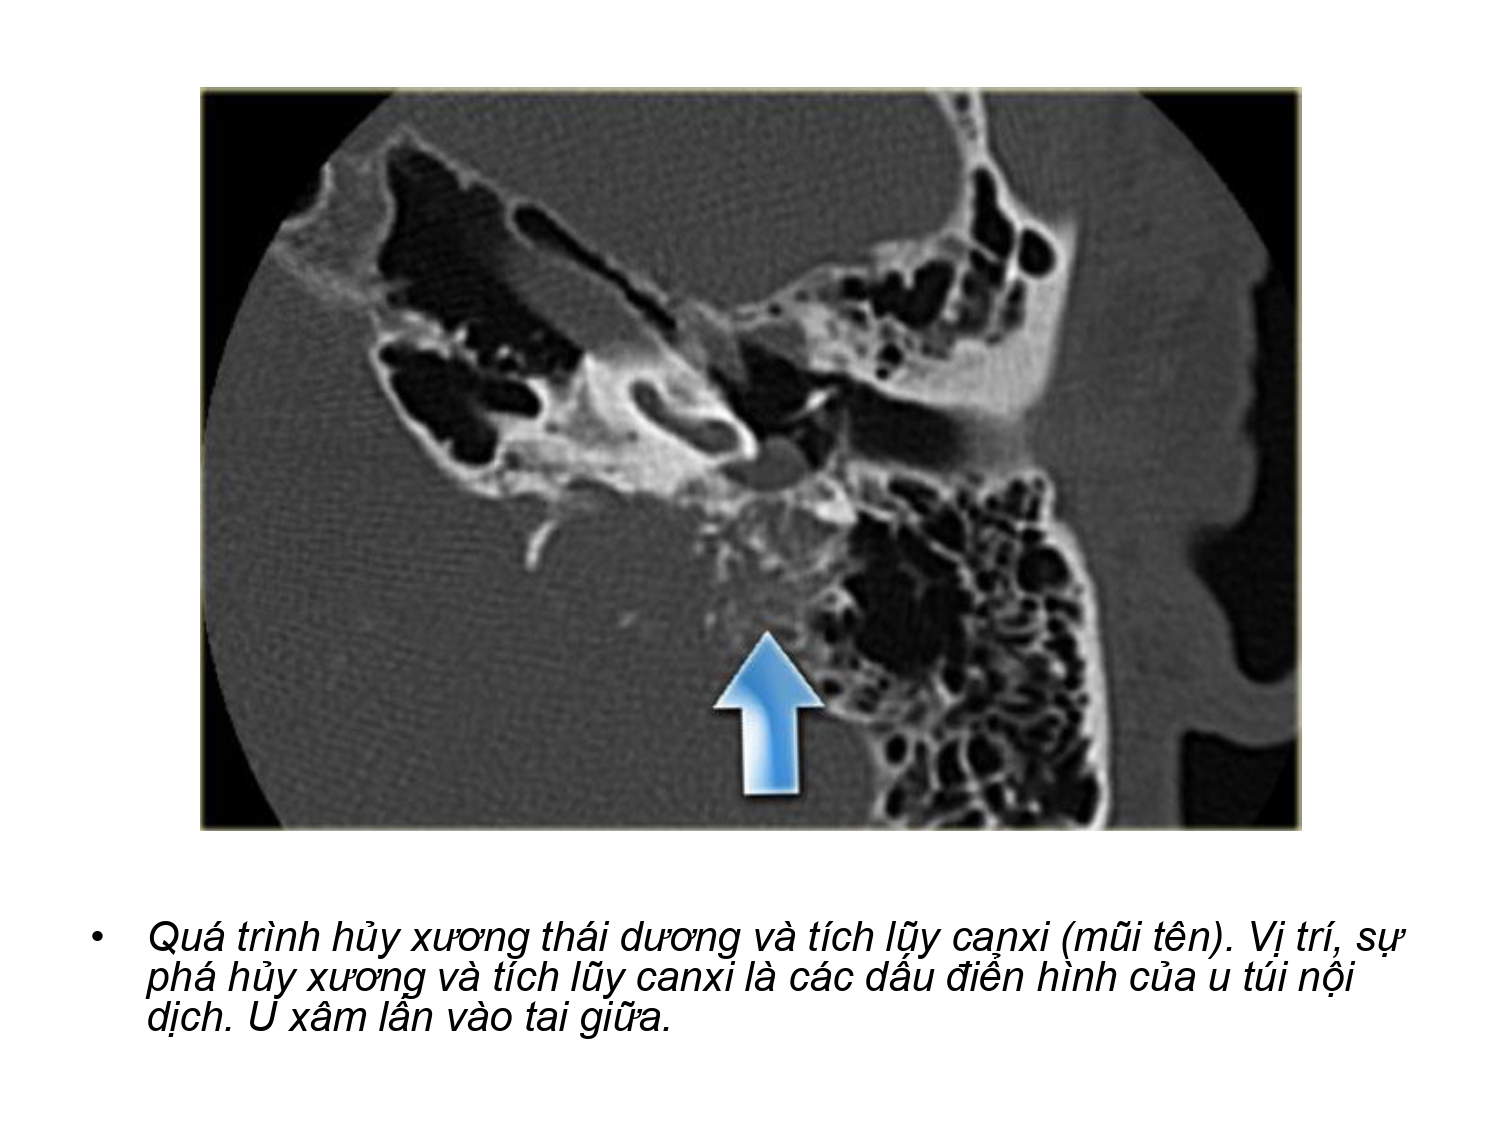 • Quá trình hủy xương thái dương và tích lũy canxi (mũi tên). Vị trí, sự
phá hủy xương và tích lũy canxi là các dấu điển hình của u túi nội
dịch. U xâm lấn vào tai giữa.